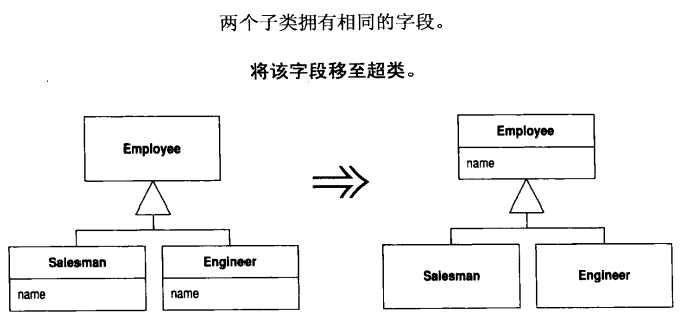 两个子类拥有相同的字段。
将该字段移至超类。
Employee
Salesman
name
Engineer
name
Employee
name
Salesman
Engineer